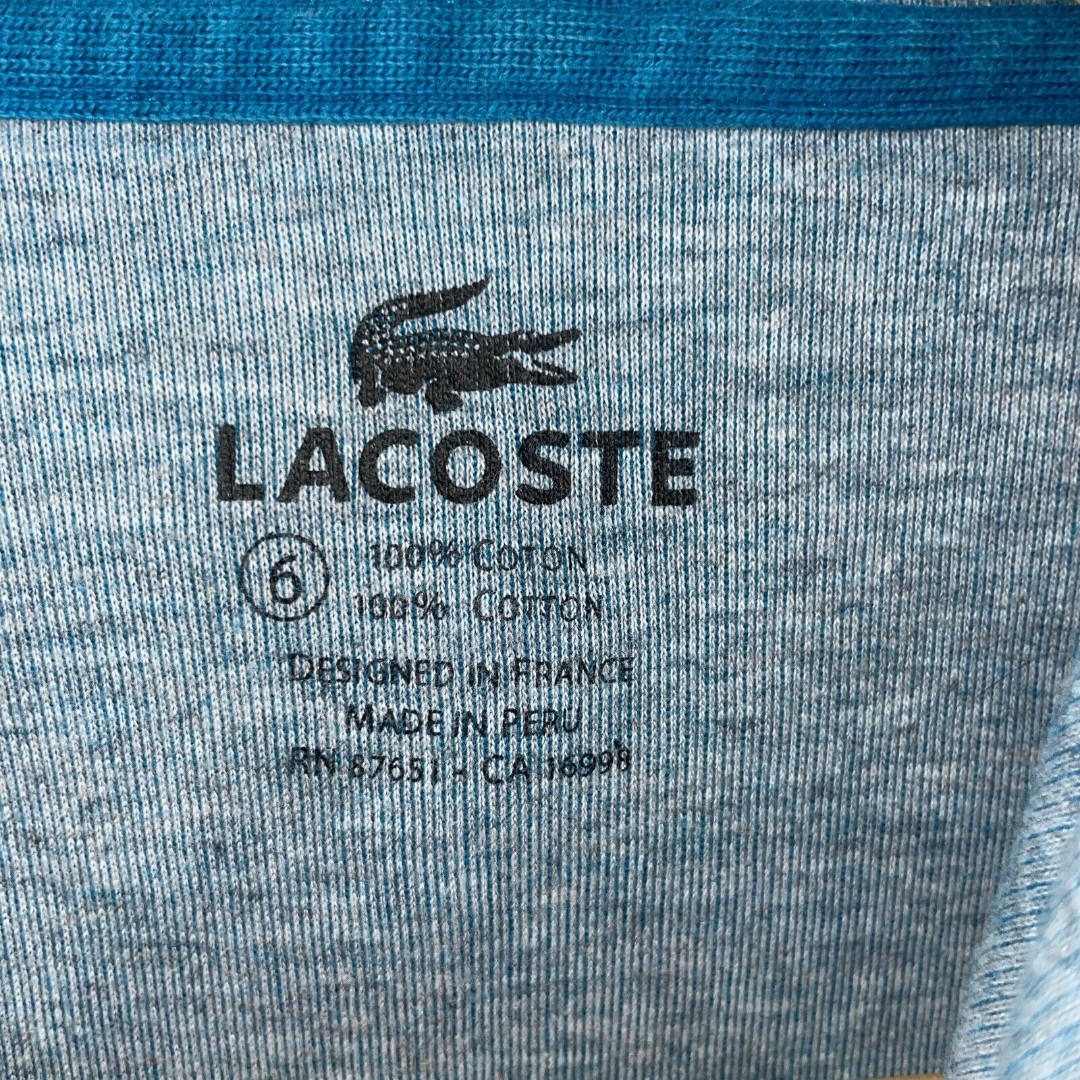 LACOSTE
6 100% COTON
100% COTTON
DESIGNED IN FRANCE
MADE IN PERU
RN 87651 - CA 16998